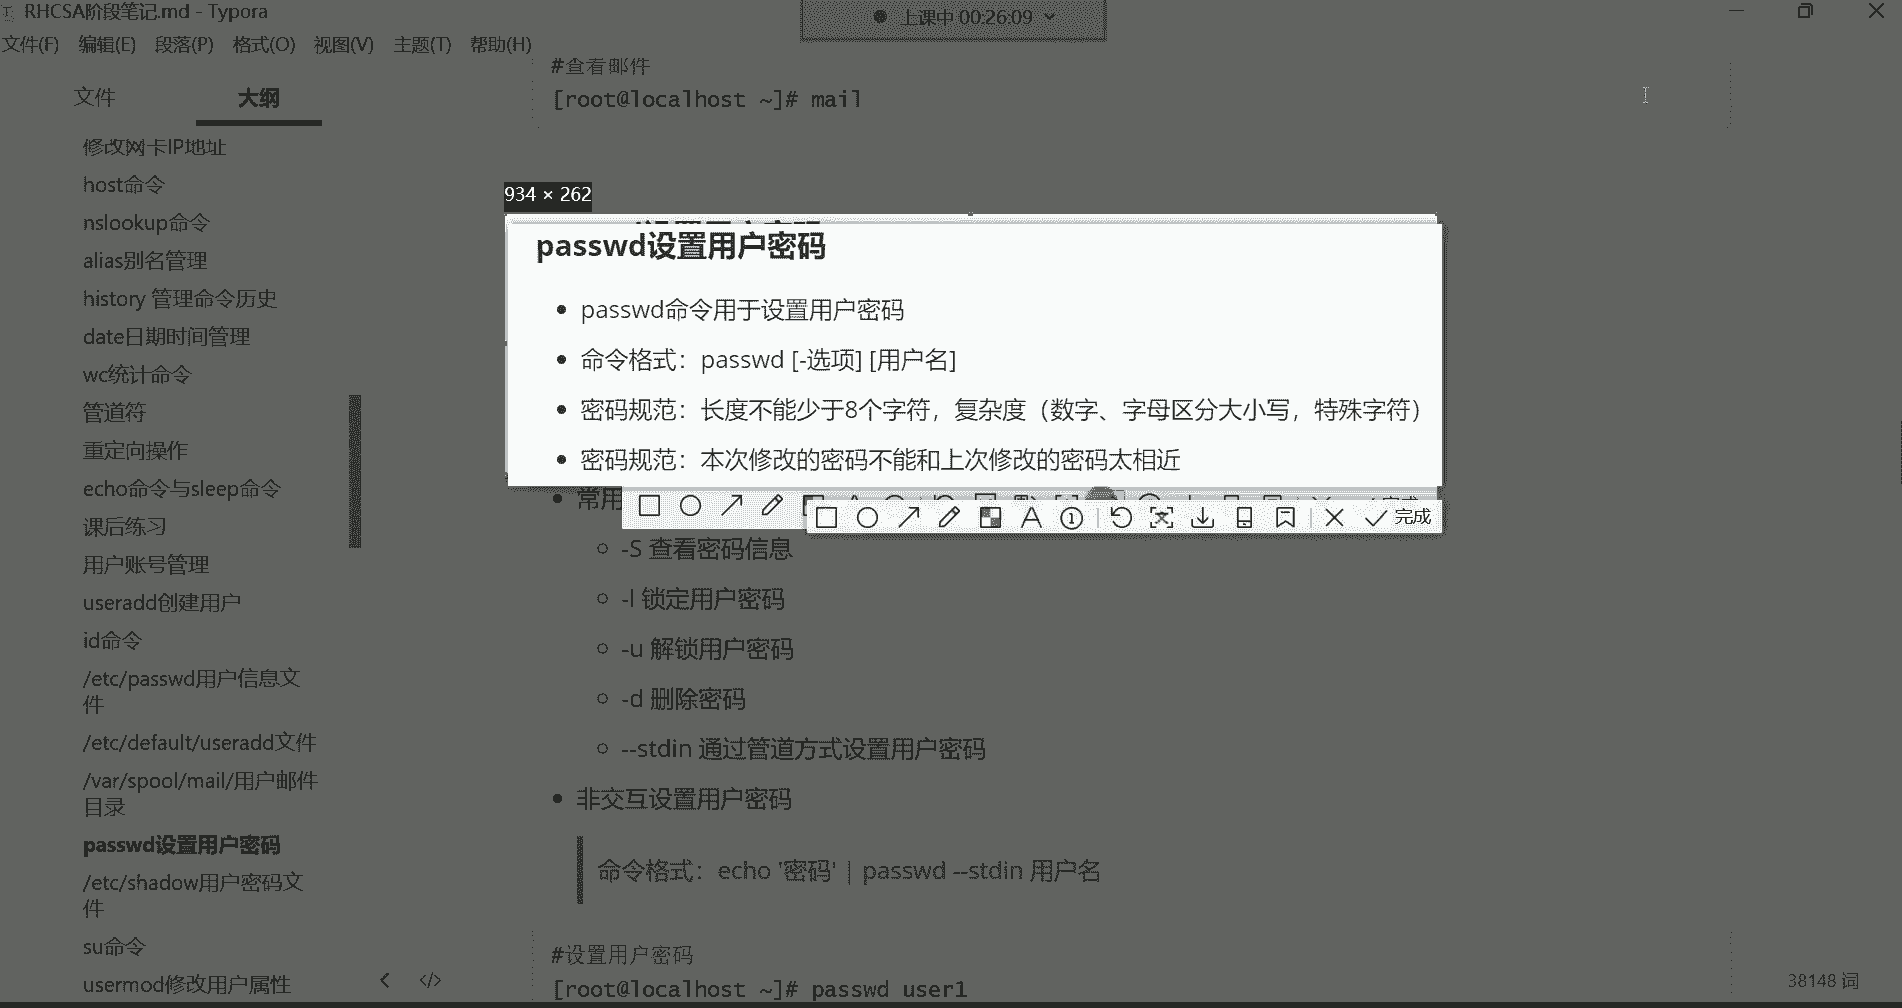 RHCSA阶段笔记.md - Typora
上课中 00:26:09
文件(F) 编辑(E) 段落(P) 格式(O) 视图(V) 主题(T) 帮助(H)
文件 大纲
修改网卡IP地址
host命令
nslookup命令
alias别名管理
history 管理命令历史
date日期时间管理
wc统计命令
管道符
重定向操作
echo命令与sleep命令
课后练习
用户账号管理
useradd创建用户
id命令
/etc/passwd用户信息文
件
/etc/default/useradd文件
/var/spool/mail/用户邮件
目录
passwd设置用户密码
/etc/shadow用户密码文
件
su命令
usermod修改用户属性
#查看邮件
[root@localhost ~]# mail
934 × 262
passwd设置用户密码
passwd命令用于设置用户密码
命令格式：passwd [-选项] [用户名]
密码规范：长度不能少于8个字符，复杂度（数字、字母区分大小写，特殊字符）
密码规范：本次修改的密码不能和上次修改的密码太相近
常用
完成
-S 查看密码信息
-l 锁定用户密码
-u 解锁用户密码
-d 删除密码
--stdin 通过管道方式设置用户密码
非交互设置用户密码
命令格式：echo '密码' | passwd --stdin 用户名
#设置用户密码
[root@localhost ~]# passwd user1
38148 词